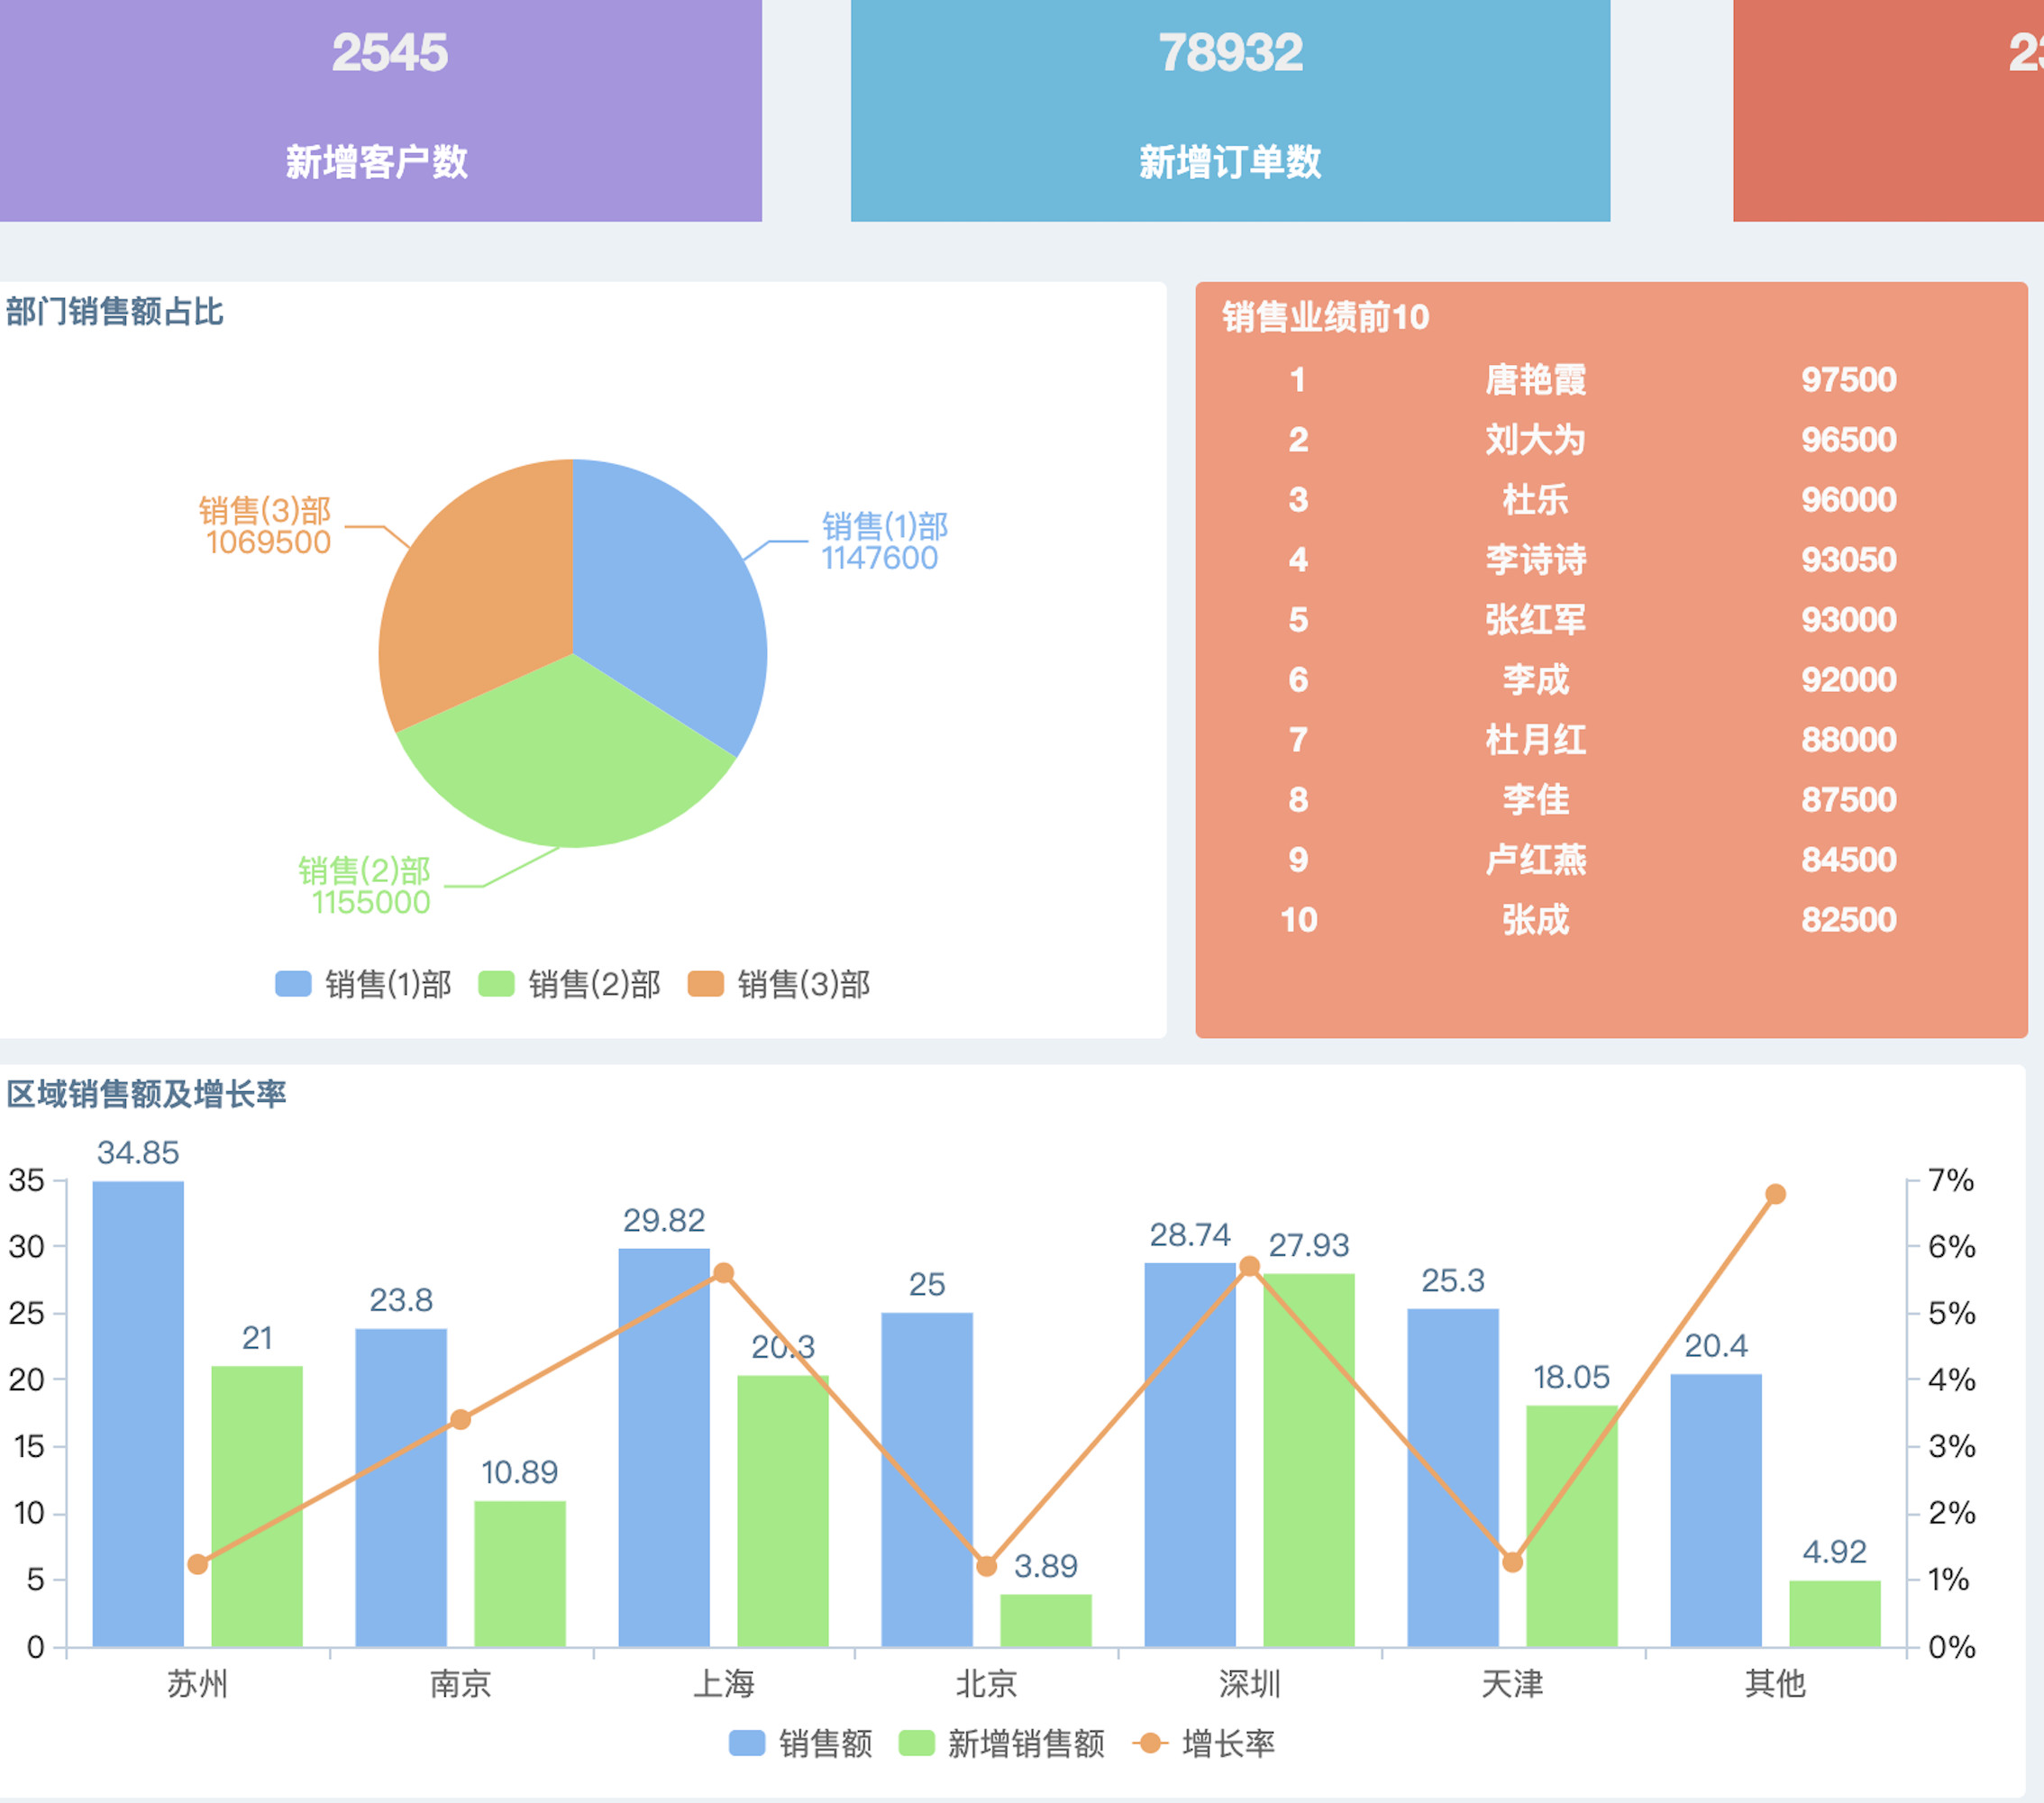 2545
新增客户数
78932
新增订单数
部门销售额占比
销售(3)部
1069500
销售(1)部
1147600
销售(2)部
1155000
销售(1)部 销售(2)部 销售(3)部
销售业绩前10
1 唐艳霞 97500
2 刘大为 96500
3 杜乐 96000
4 李诗诗 93050
5 张红军 93000
6 李成 92000
7 杜月红 88000
8 李佳 87500
9 卢红燕 84500
10 张成 82500
区域销售额及增长率
35
30
25
20
15
10
5
0
34.85
21
23.8
10.89
29.82
20.3
25
3.89
28.74
27.93
25.3
18.05
20.4
4.92
7%
6%
5%
4%
3%
2%
1%
0%
苏州 南京 上海 北京 深圳 天津 其他
销售额 新增销售额 增长率